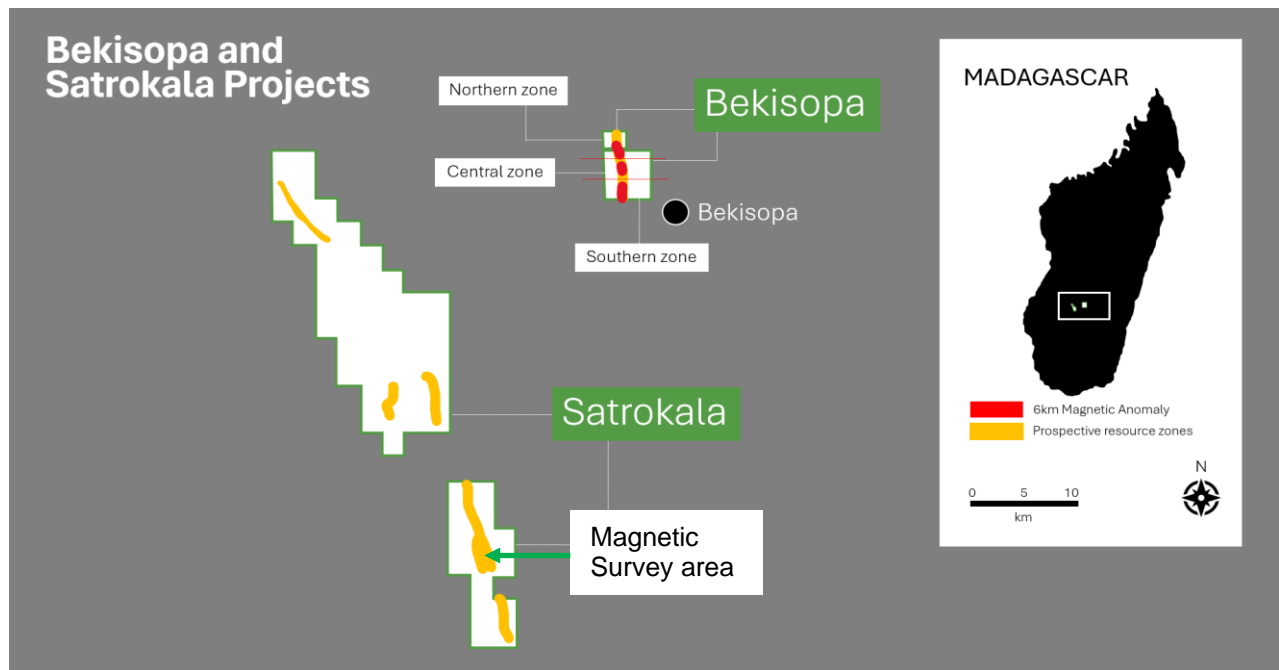 Bekisopa and
Satrokala Projects
Northern zone
Bekisopa
Central zone
Bekisopa
Southern zone
Satrokala
Magnetic
Survey area
MADAGASCAR
6km Magnetic Anomaly
Prospective resource zones
N
0 5 10
km